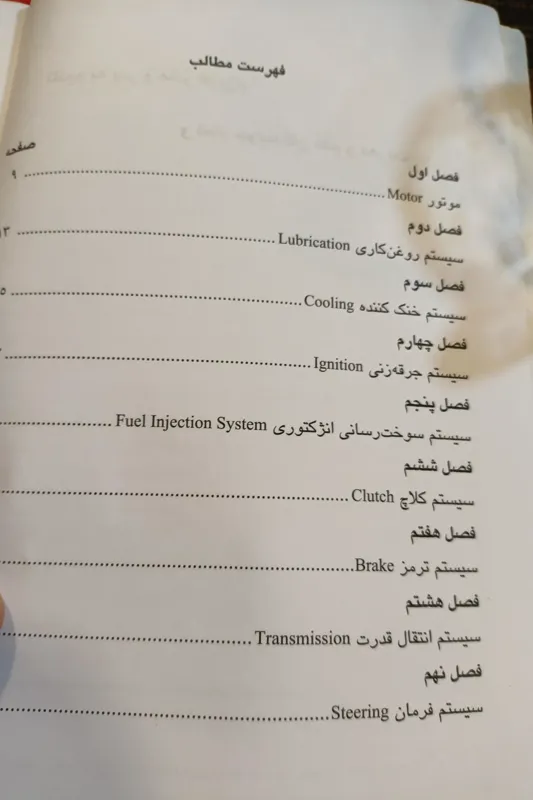 فهرست مطالب
صفحه
فصل اول
موتور Motor ........ ۹
فصل دوم
سیستم روغن‌کاری Lubrication ........
فصل سوم
سیستم خنک کننده Cooling ........
فصل چهارم
سیستم جرقه‌زنی Ignition ........
فصل پنجم
سیستم سوخت‌رسانی انژکتوری Fuel Injection System ........
فصل ششم
سیستم کلاچ Clutch ........
فصل هفتم
سیستم ترمز Brake ........
فصل هشتم
سیستم انتقال قدرت Transmission ........
فصل نهم
سیستم فرمان Steering ........